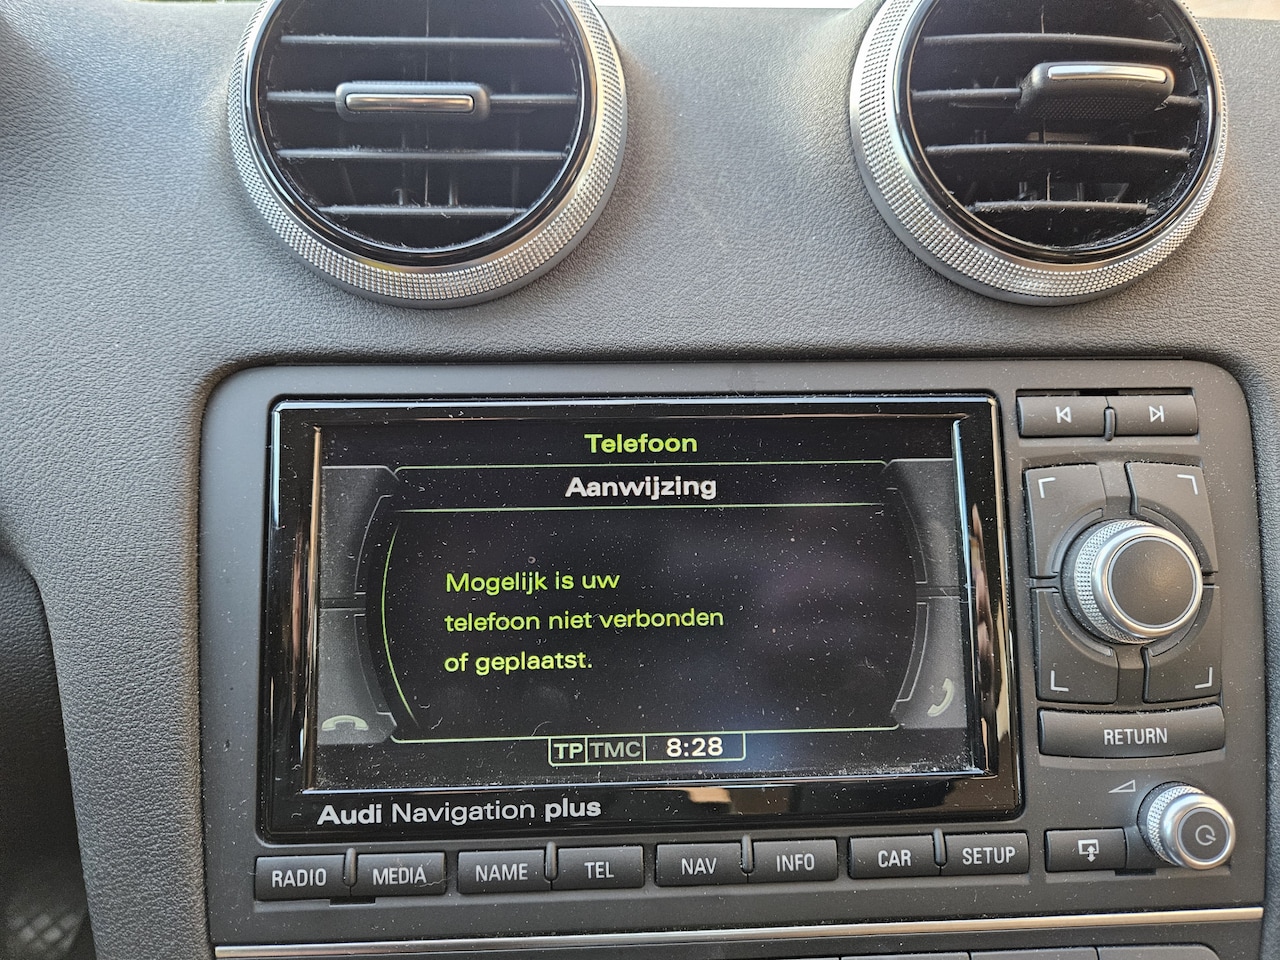 Telefoon
Aanwijzing
Mogelijk is uw
telefoon niet verbonden
of geplaatst.
TP TMC 8:28
Audi Navigation plus
RETURN
RADIO MEDIA NAME TEL NAV INFO CAR SETUP